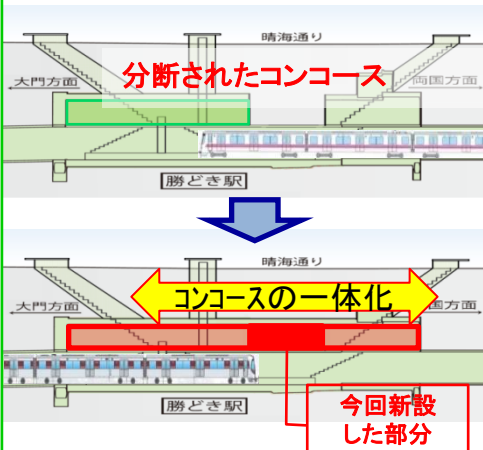 晴海通り
分断されたコンコース
大門方面
両国方面
勝どき駅
晴海通り
コンコースの一体化
大門方面
国方面
勝どき駅
今回新設
した部分